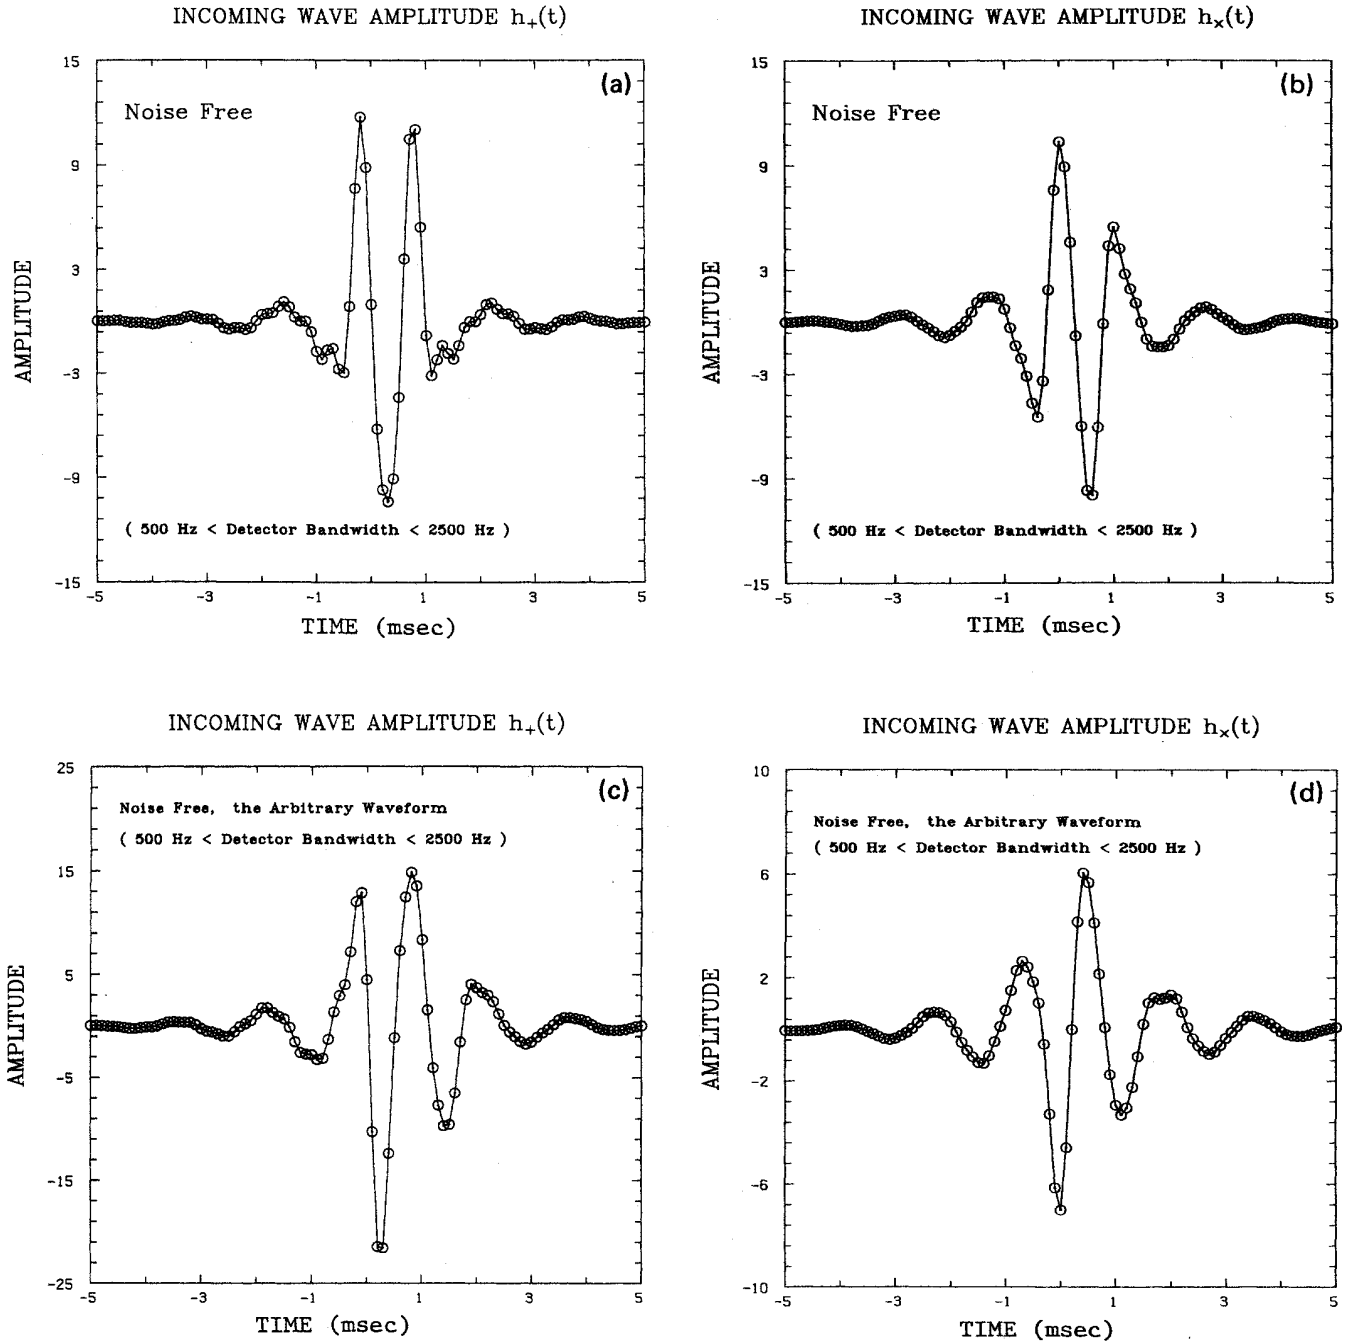 INCOMING WAVE AMPLITUDE h₊(t)
(a)
Noise Free
( 500 Hz < Detector Bandwidth < 2500 Hz )
AMPLITUDE
15
9
3
-3
-9
-15
-5
-3
-1
1
3
5
TIME (msec)
INCOMING WAVE AMPLITUDE hₓ(t)
(b)
Noise Free
( 500 Hz < Detector Bandwidth < 2500 Hz )
AMPLITUDE
15
9
3
-3
-9
-15
-5
-3
-1
1
3
5
TIME (msec)
INCOMING WAVE AMPLITUDE h₊(t)
(c)
Noise Free, the Arbitrary Waveform
( 500 Hz < Detector Bandwidth < 2500 Hz )
AMPLITUDE
25
15
5
-5
-15
-25
-5
-3
-1
1
3
5
TIME (msec)
INCOMING WAVE AMPLITUDE hₓ(t)
(d)
Noise Free, the Arbitrary Waveform
( 500 Hz < Detector Bandwidth < 2500 Hz )
AMPLITUDE
10
6
2
-2
-6
-10
-5
-3
-1
1
3
5
TIME (msec)